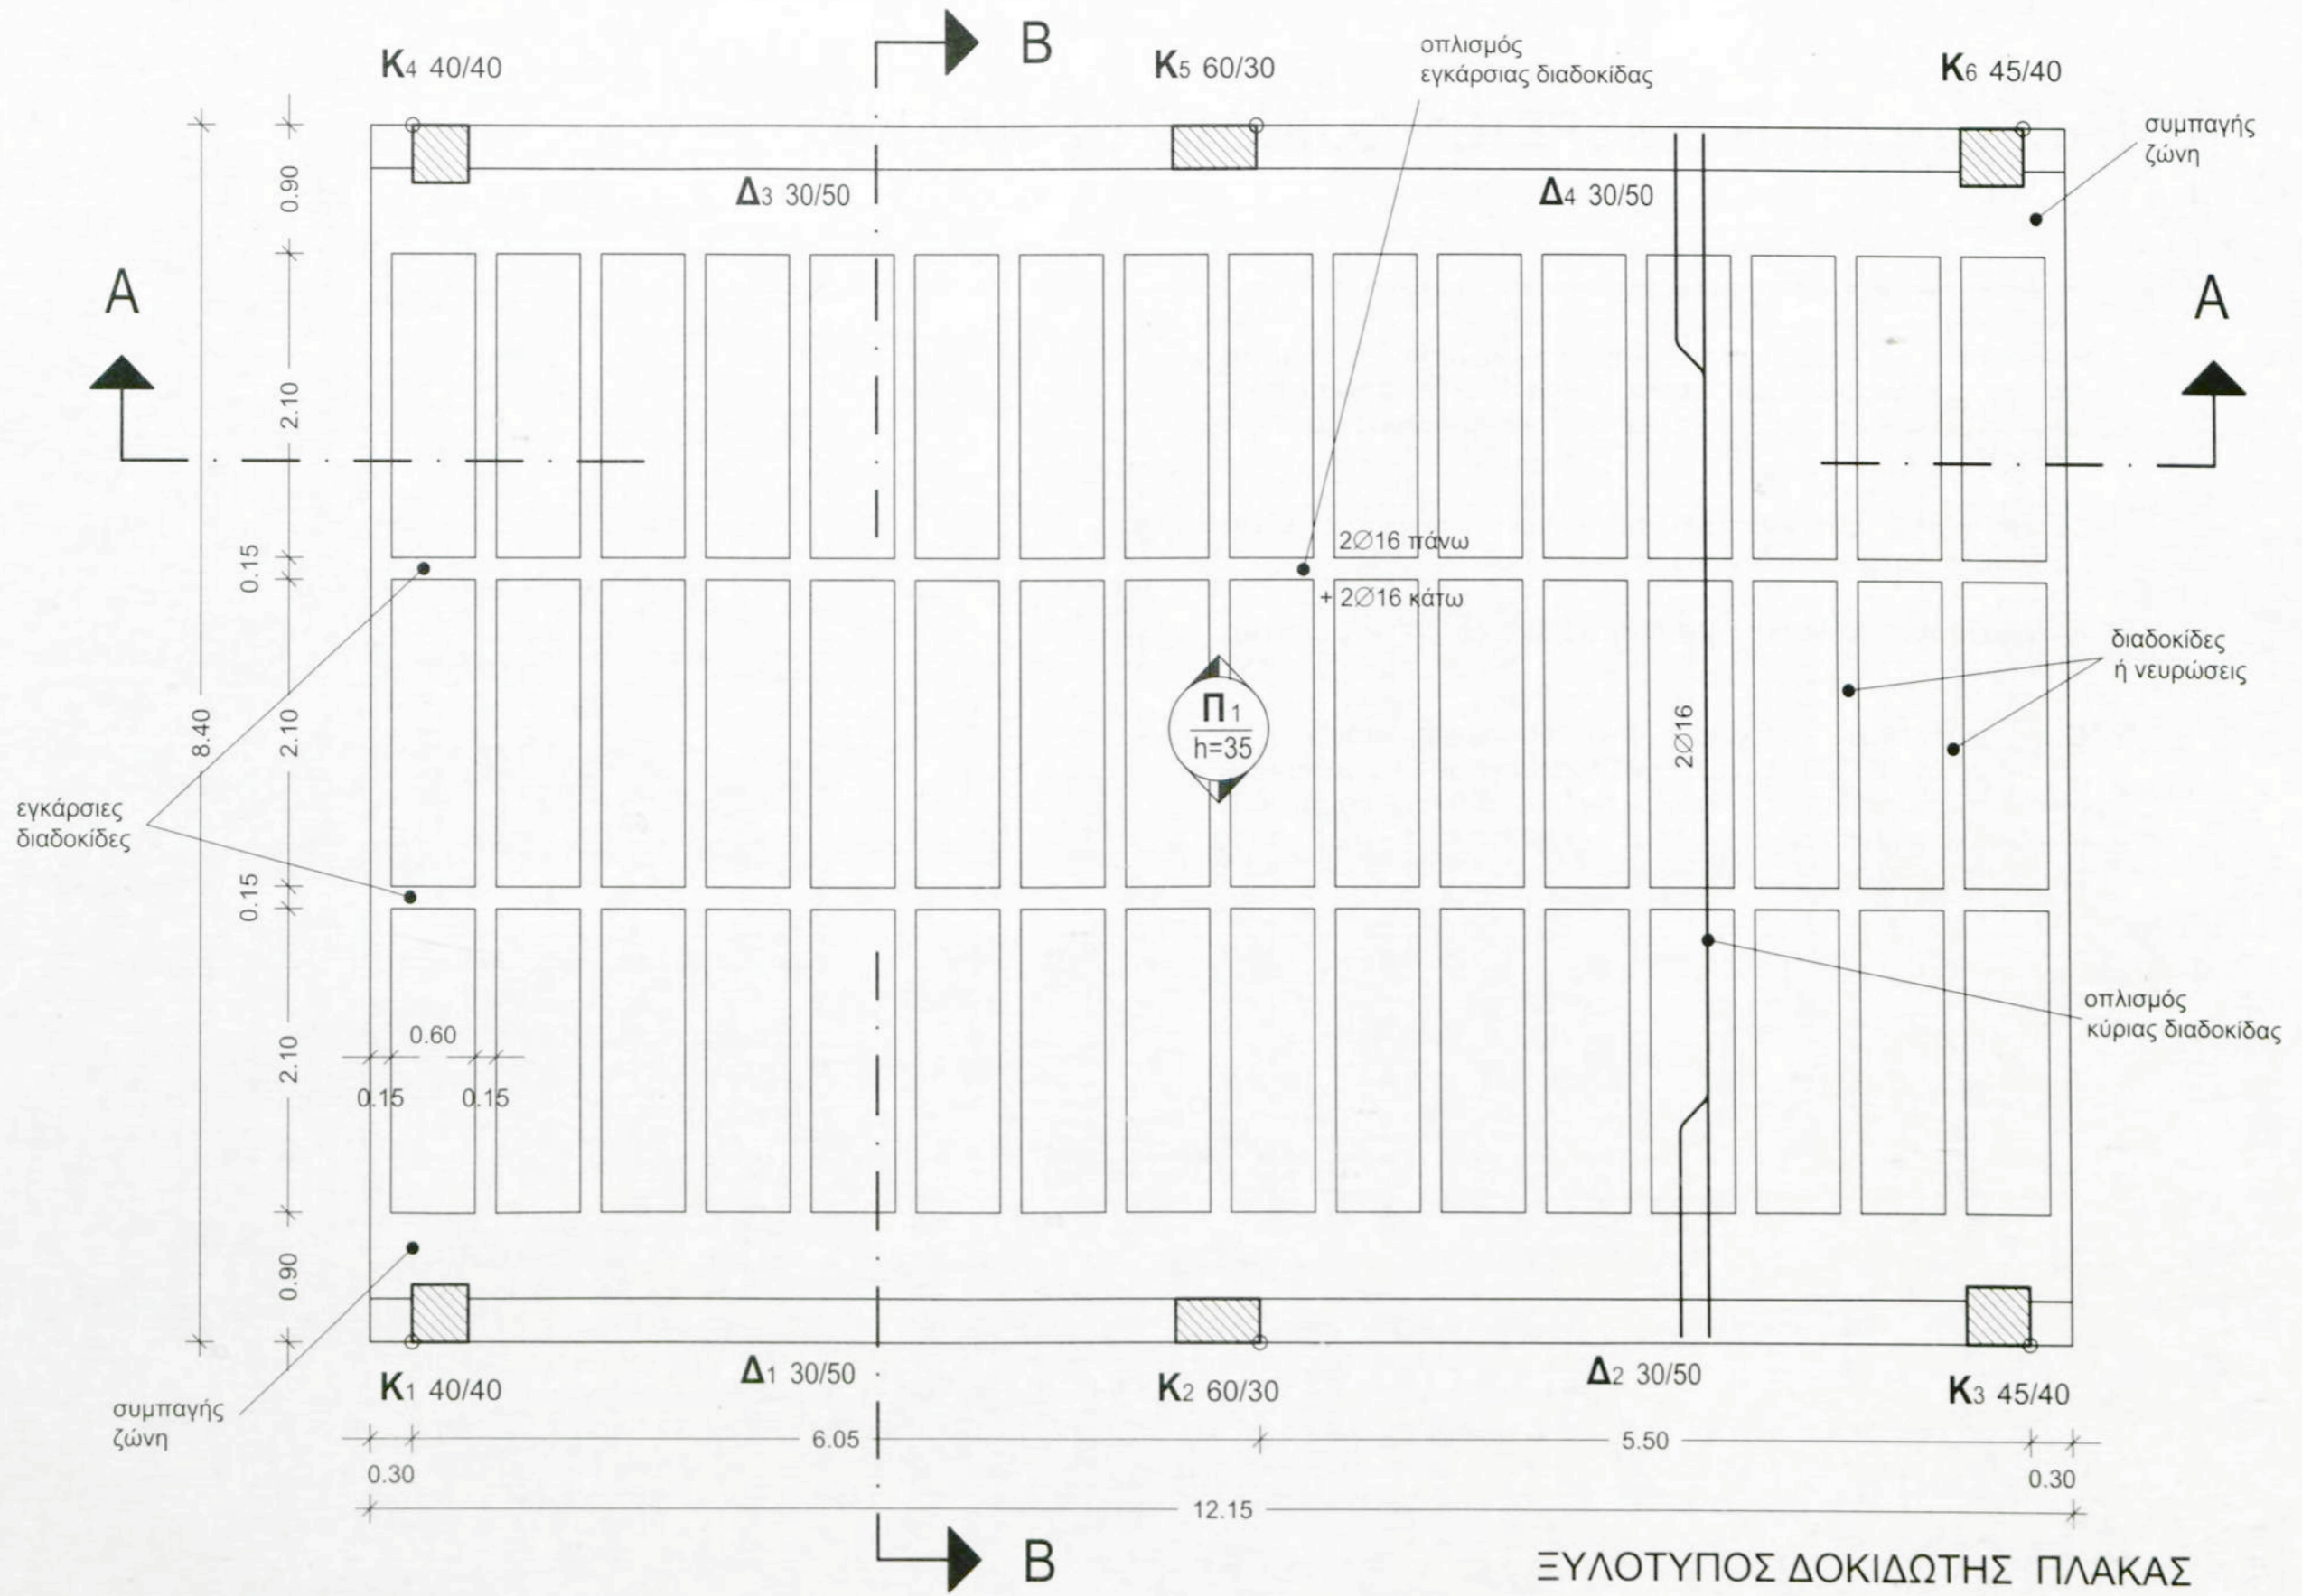 B
οπλισμός
εγκάρσιας διαδοκίδας
K4 40/40
K5 60/30
K6 45/40
συμπαγής
ζώνη
0.90
Δ3 30/50
Δ4 30/50
A
A
2.10
2Ø16 πάνω
+ 2Ø16 κάτω
0.15
διαδοκίδες
ή νευρώσεις
Π1
h=35
8.40
2.10
2Ø16
εγκάρσιες
διαδοκίδες
0.15
οπλισμός
κύριας διαδοκίδας
0.60
2.10
0.15
0.15
0.90
Δ1 30/50
Δ2 30/50
K1 40/40
K2 60/30
K3 45/40
συμπαγής
ζώνη
6.05
5.50
0.30
0.30
12.15
B
ΞΥΛΟΤΥΠΟΣ ΔΟΚΙΔΩΤΗΣ ΠΛΑΚΑΣ